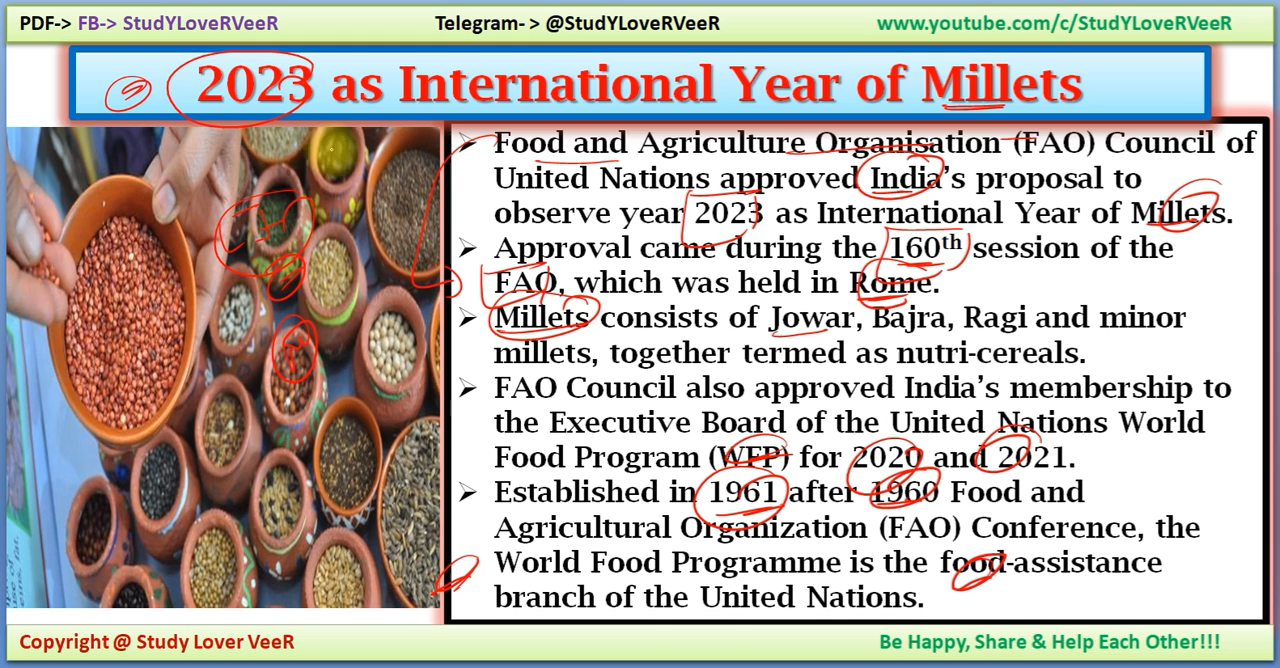 PDF-> FB-> StudYLoveRVeeR Telegram- > @StudYLoveRVeeR www.youtube.com/c/StudYLoveRVeeR
2023 as International Year of Millets
➢ Food and Agriculture Organisation (FAO) Council of
United Nations approved India's proposal to
observe year 2023 as International Year of Millets.
➢ Approval came during the 160th session of the
FAO, which was held in Rome.
➢ Millets consists of Jowar, Bajra, Ragi and minor
millets, together termed as nutri-cereals.
➢ FAO Council also approved India's membership to
the Executive Board of the United Nations World
Food Program (WFP) for 2020 and 2021.
➢ Established in 1961 after 1960 Food and
Agricultural Organization (FAO) Conference, the
World Food Programme is the food-assistance
branch of the United Nations.
Copyright @ Study Lover VeeR Be Happy, Share & Help Each Other!!!